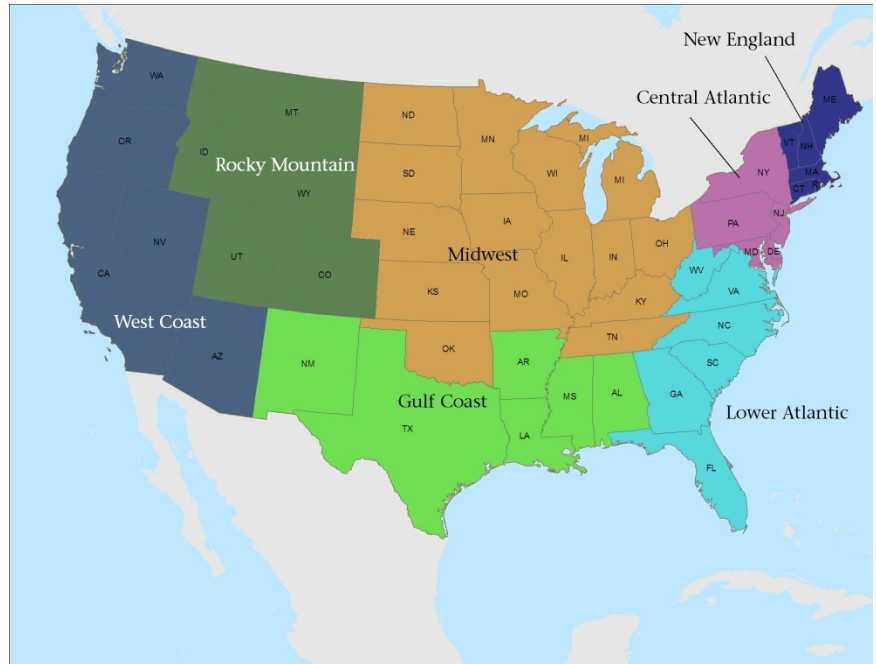 New England
Central Atlantic
Rocky Mountain
Midwest
West Coast
Gulf Coast
Lower Atlantic
WA
OR
CA
NV
AZ
MT
ID
WY
UT
CO
ND
SD
NE
KS
OK
MN
IA
MO
WI
MI
MI
IL
IN
OH
KY
TN
NM
TX
AR
LA
MS
AL
WV
VA
NC
SC
GA
FL
NY
PA
NJ
MD
DE
ME
VT
NH
MA
CT
RI